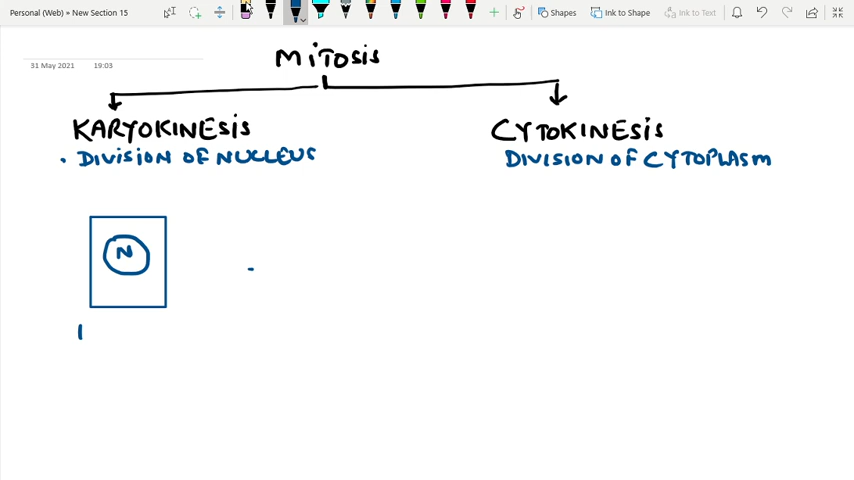 Personal (Web) » New Section 15
Shapes
Ink to Shape
Ink to Text
31 May 2021 19:03
MITOSIS
KARYOKINESIS
CYTOKINESIS
DIVISION OF NUCLEUS
DIVISION OF CYTOPLASM
N